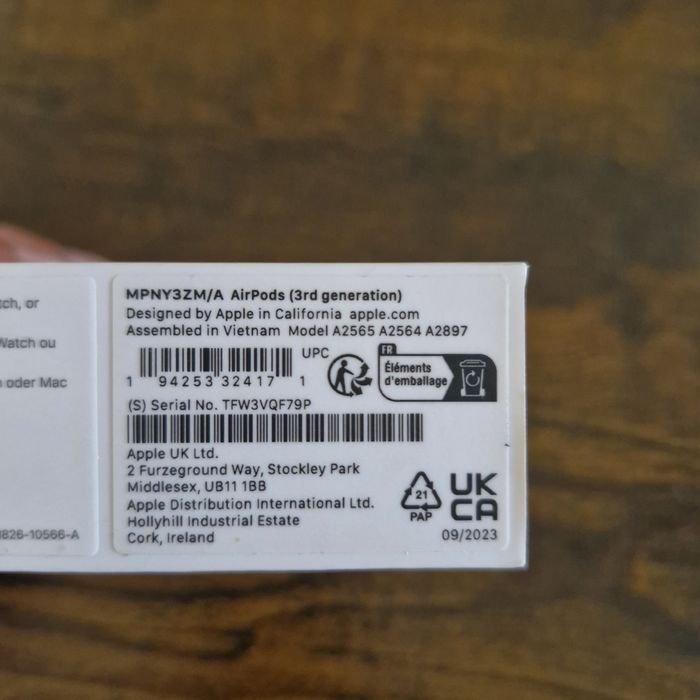 tch, or
Watch ou
n oder Mac
1826-10566-A
MPNY3ZM/A AirPods (3rd generation)
Designed by Apple in California apple.com
Assembled in Vietnam Model A2565 A2564 A2897
UPC
1 94253 32417 1
FR
Éléments
d'emballage
(S) Serial No. TFW3VQF79P
Apple UK Ltd.
2 Furzeground Way, Stockley Park
Middlesex, UB11 1BB
Apple Distribution International Ltd.
Hollyhill Industrial Estate
Cork, Ireland
21
PAP
UK
CA
09/2023